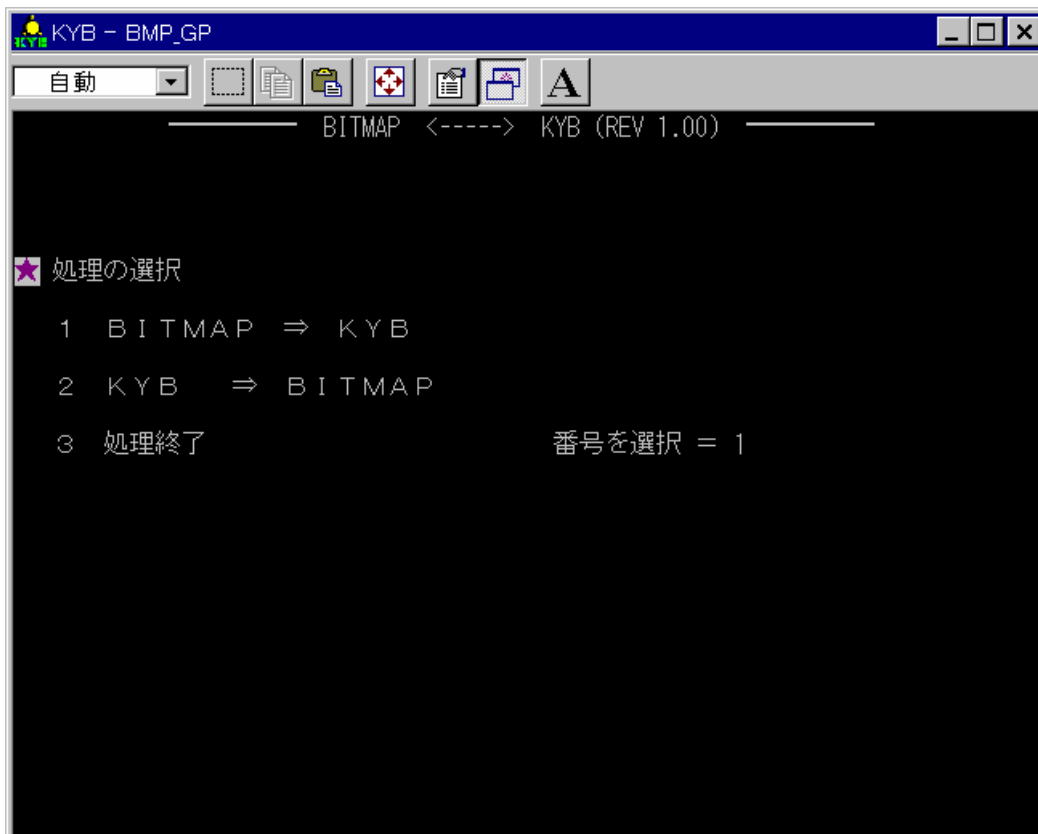 KYB - BMP_GP
自動
A
BITMAP <-----> KYB (REV 1.00)
★ 処理の選択
1 ＢＩＴＭＡＰ ⇒ ＫＹＢ
2 ＫＹＢ ⇒ ＢＩＴＭＡＰ
3 処理終了 番号を選択 ＝ 1